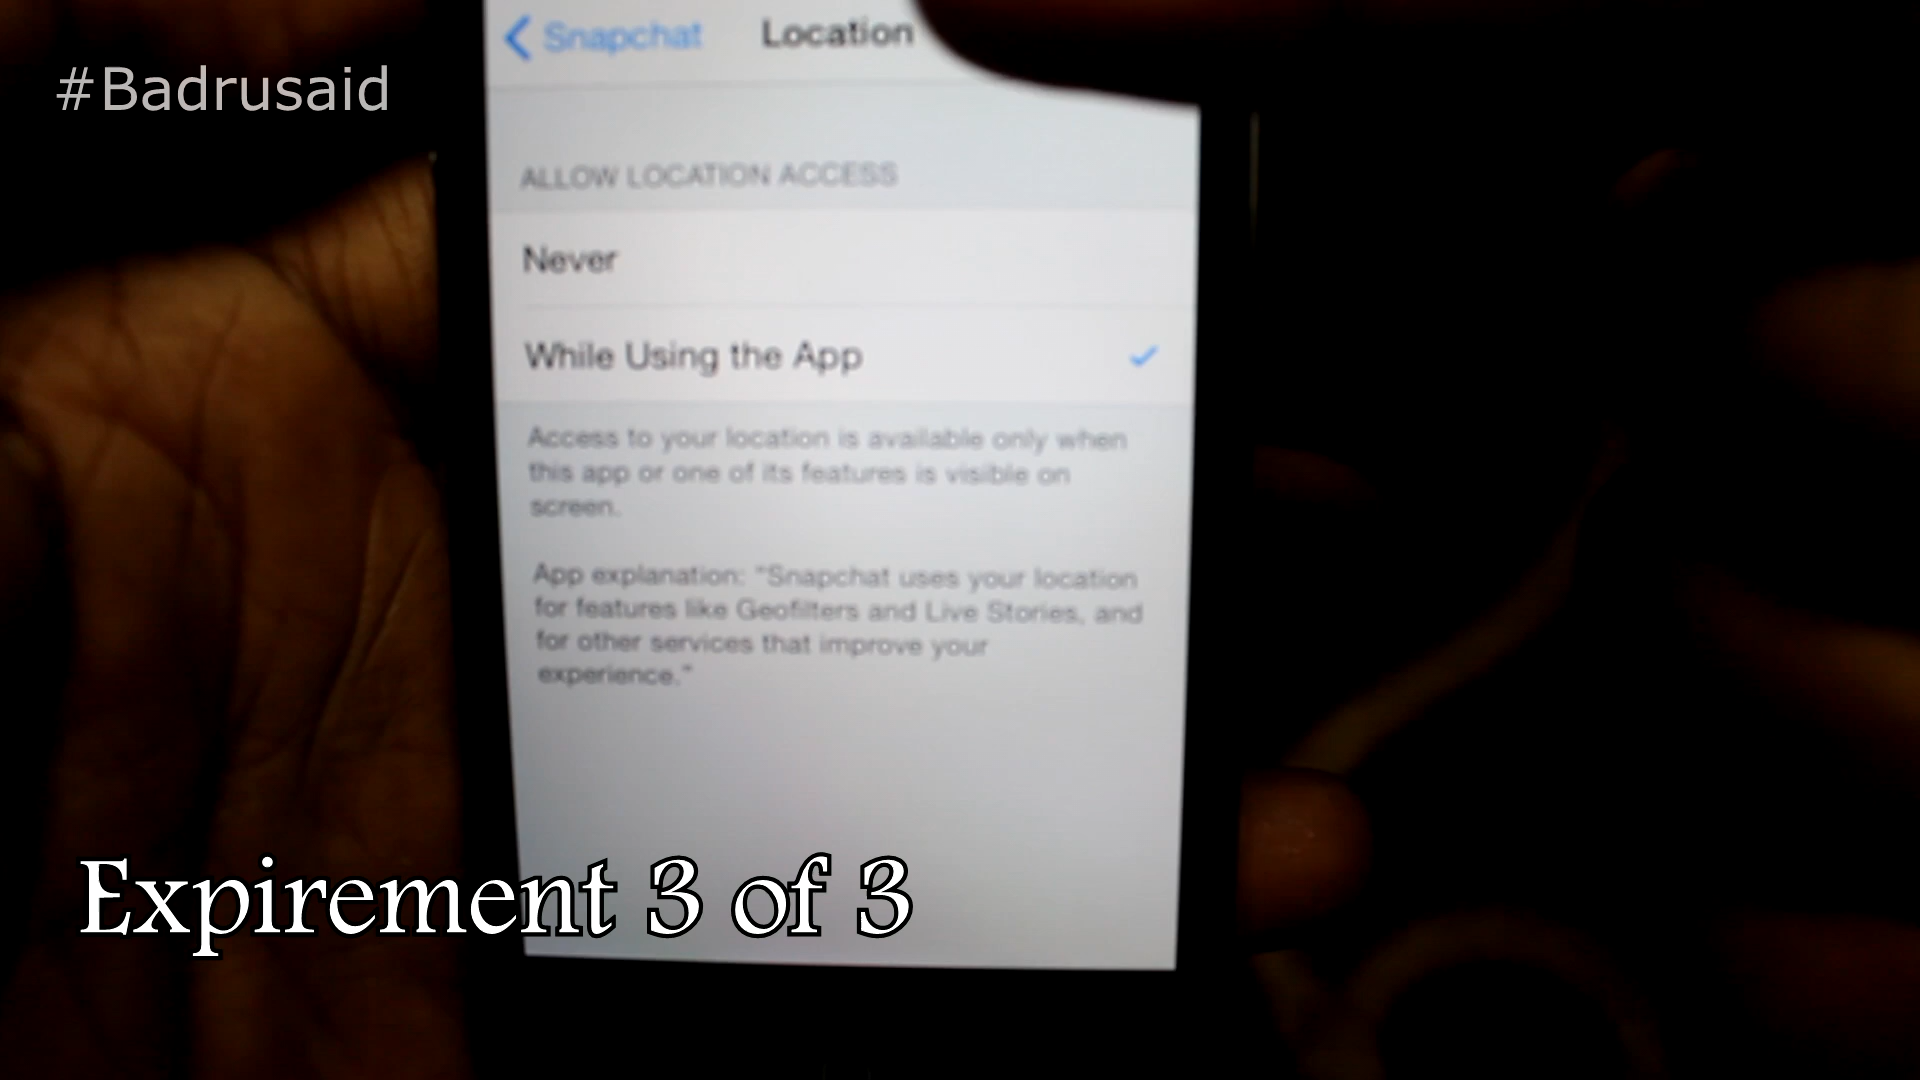 Snapchat
Location
#Badrusaid
ALLOW LOCATION ACCESS
Never
While Using the App
Access to your location is available only when
this app or one of its features is visible on
screen.
App explanation: "Snapchat uses your location
for features like Geofilters and Live Stories, and
for other services that improve your
experience."
Expirement 3 of 3